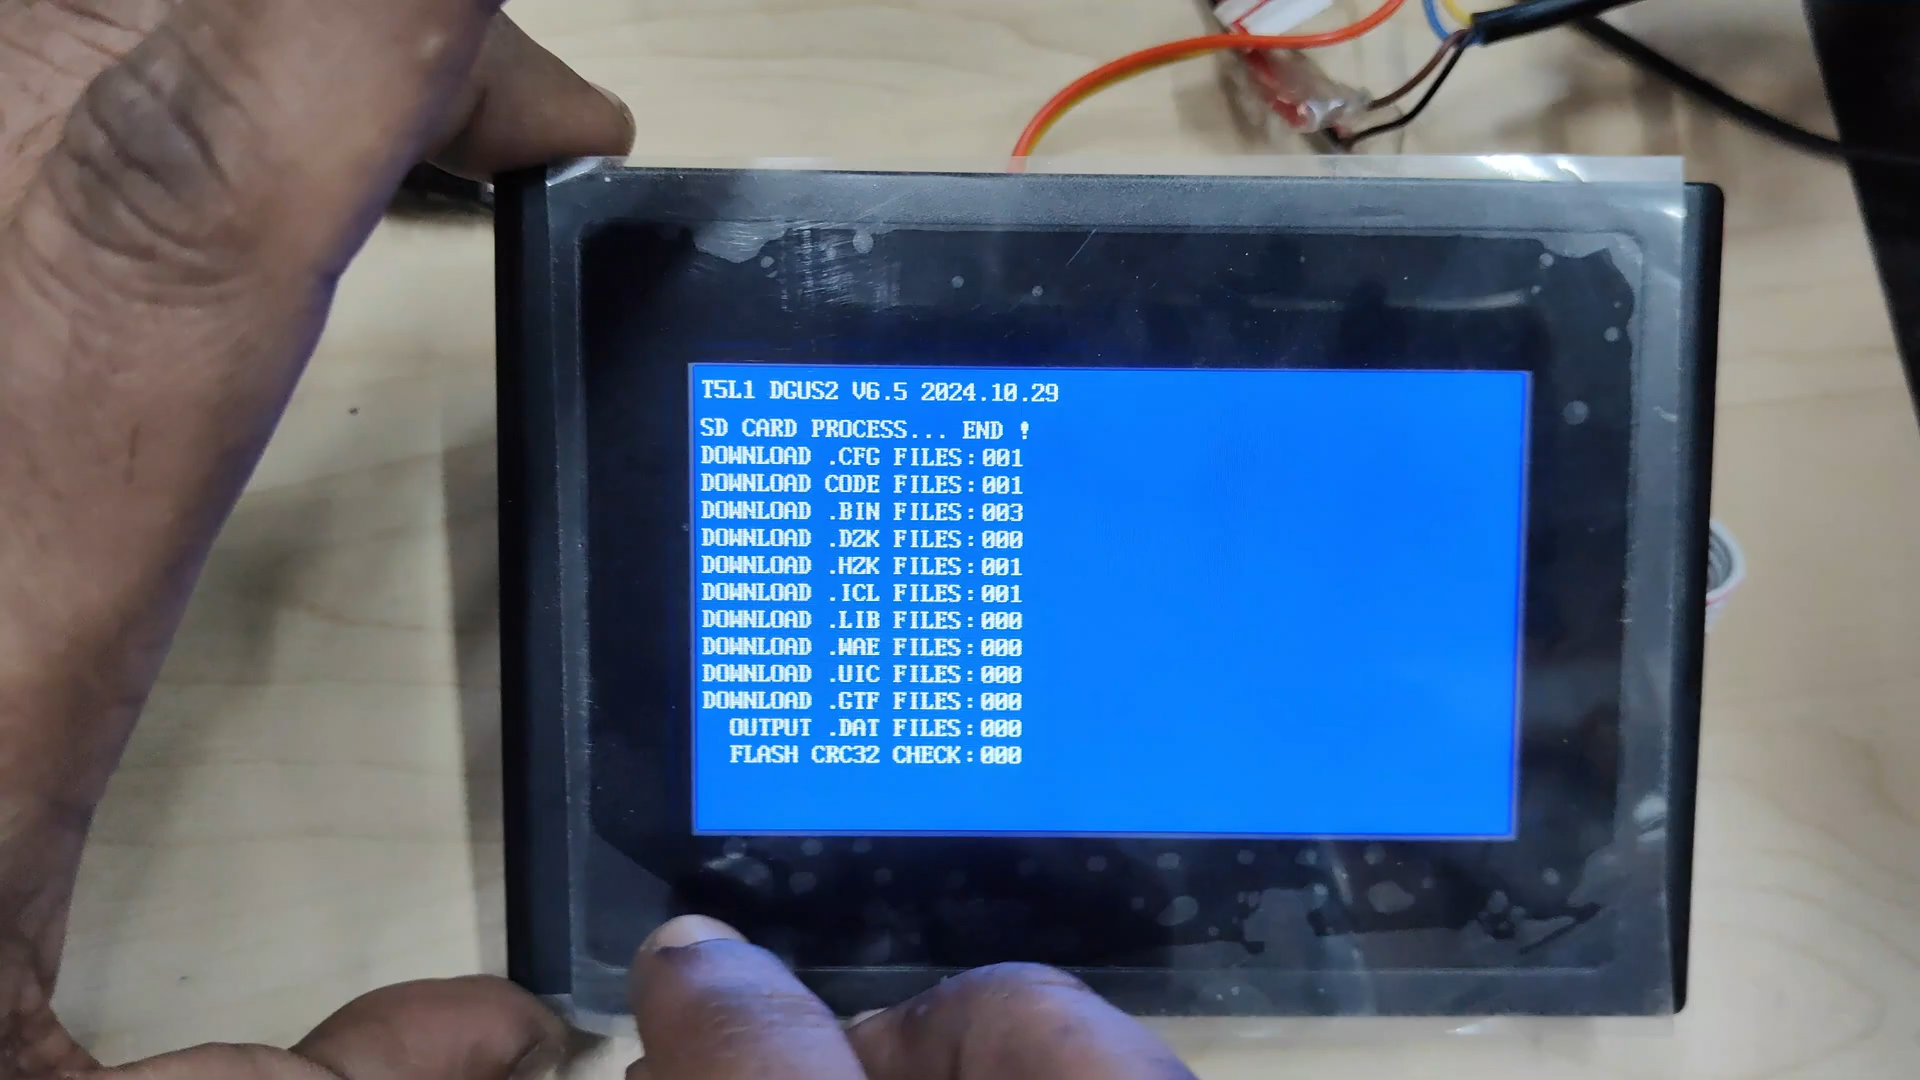 T5L1 DGUS2 V6.5 2024.10.29
SD CARD PROCESS... END !
DOWNLOAD .CFG FILES:001
DOWNLOAD CODE FILES:001
DOWNLOAD .BIN FILES:003
DOWNLOAD .DZK FILES:000
DOWNLOAD .HZK FILES:001
DOWNLOAD .ICL FILES:001
DOWNLOAD .LIB FILES:000
DOWNLOAD .WAE FILES:000
DOWNLOAD .UIC FILES:000
DOWNLOAD .GTF FILES:000
OUTPUT .DAT FILES:000
FLASH CRC32 CHECK:000